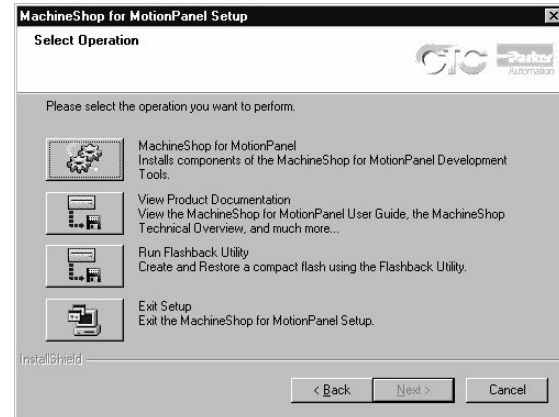 MachineShop for MotionPanel Setup
Select Operation
CTC
Parker
Automation
Please select the operation you want to perform.
MachineShop for MotionPanel
Installs components of the MachineShop for MotionPanel Development
Tools.
View Product Documentation
View the MachineShop for MotionPanel User Guide, the MachineShop
Technical Overview, and much more...
Run Flashback Utility
Create and Restore a compact flash using the Flashback Utility.
Exit Setup
Exit the MachineShop for MotionPanel Setup.
InstallShield
< Back
Next >
Cancel